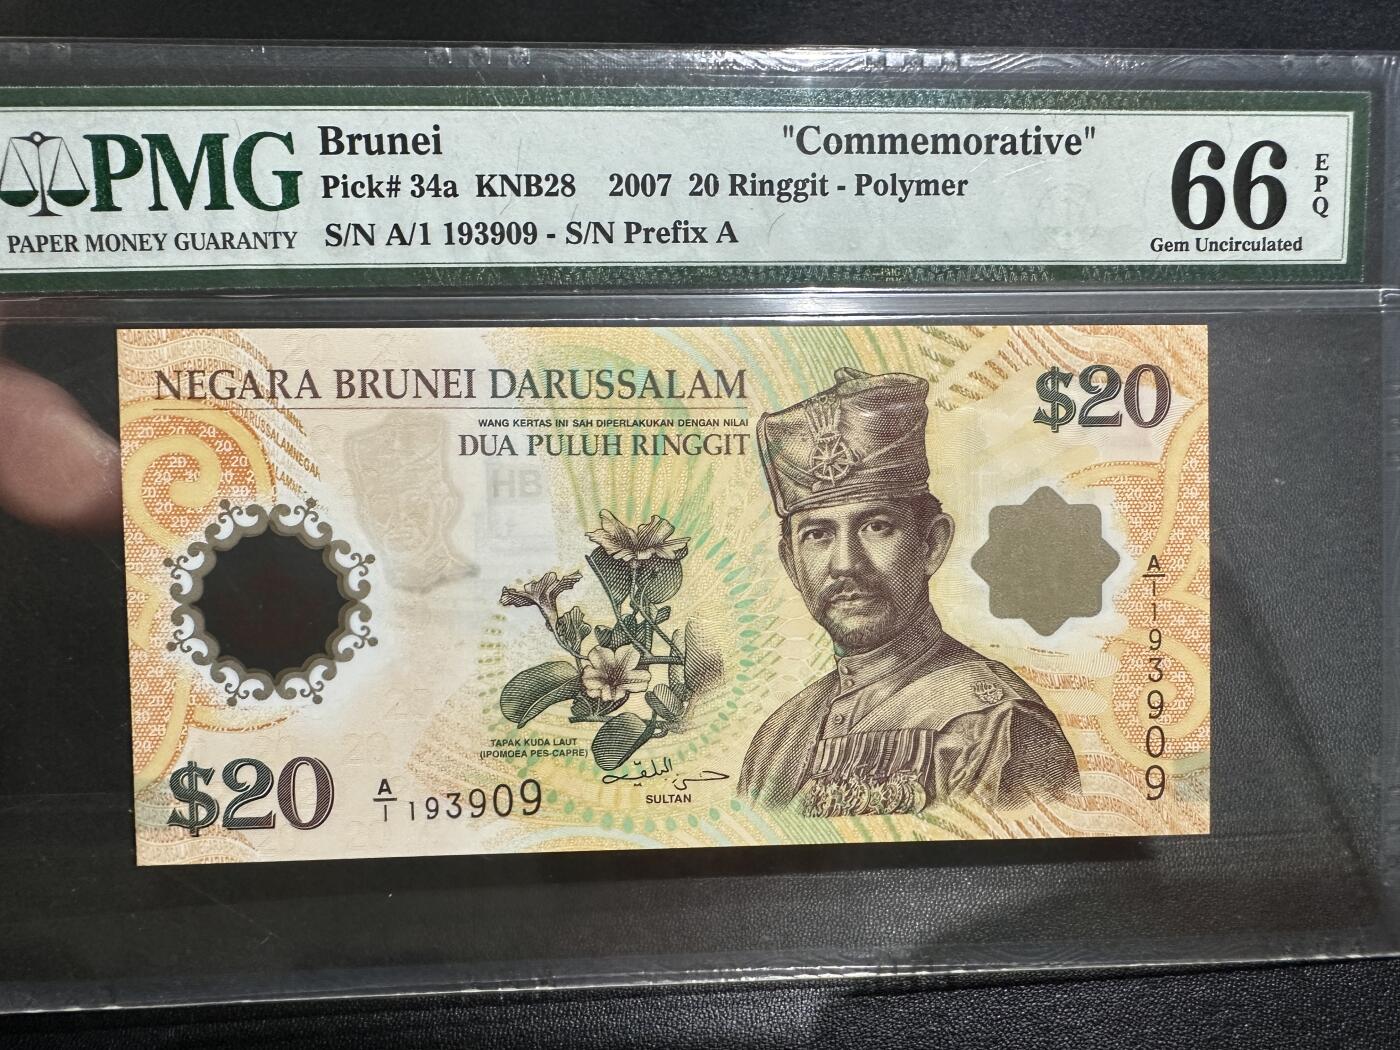 PMG
PAPER MONEY GUARANTY
Brunei "Commemorative"
Pick# 34a KNB28 2007 20 Ringgit - Polymer
S/N A/1 193909 - S/N Prefix A
66
EPQ
Gem Uncirculated
NEGARA BRUNEI DARUSSALAM
WANG KERTAS INI SAH DIPERLAKUKAN DENGAN NILAI
DUA PULUH RINGGIT
$20
HB
A/1 193909
TAPAK KUDA LAUT
(IPOMOEA PES-CAPRE)
SULTAN
$20
A/1 193909